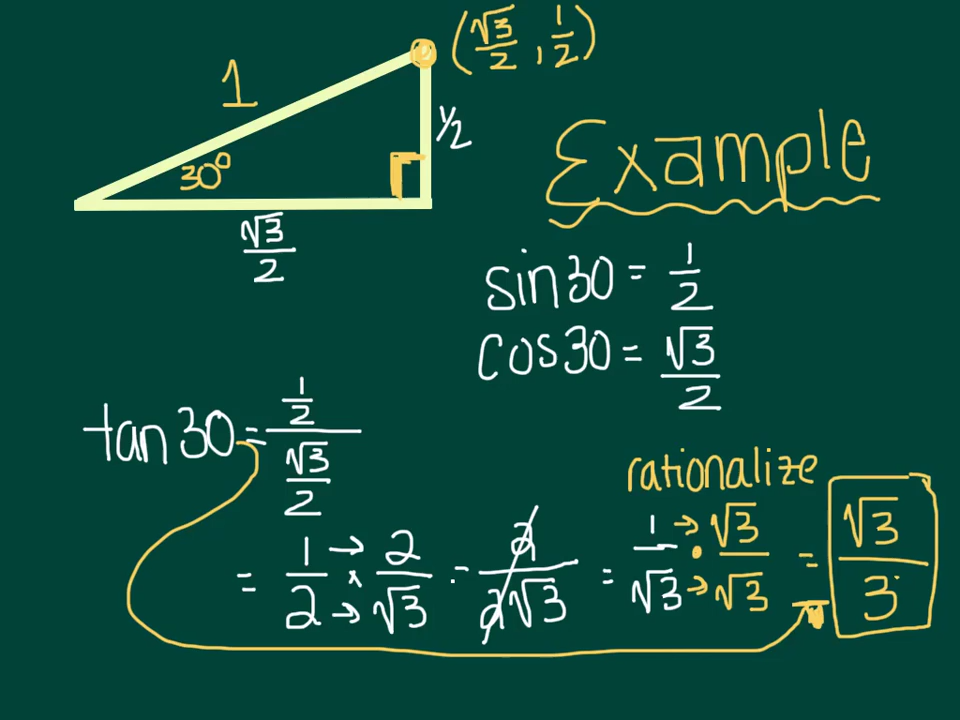 (√3/2 , 1/2)
1
1/2
30°
√3/2
Example
sin30 = 1/2
cos30 = √3/2
tan30 = (1/2)/(√3/2)
rationalize
= 1/2 → × → 2/√3 = 2/2√3 = 1/√3 → • → √3/√3 = √3/3